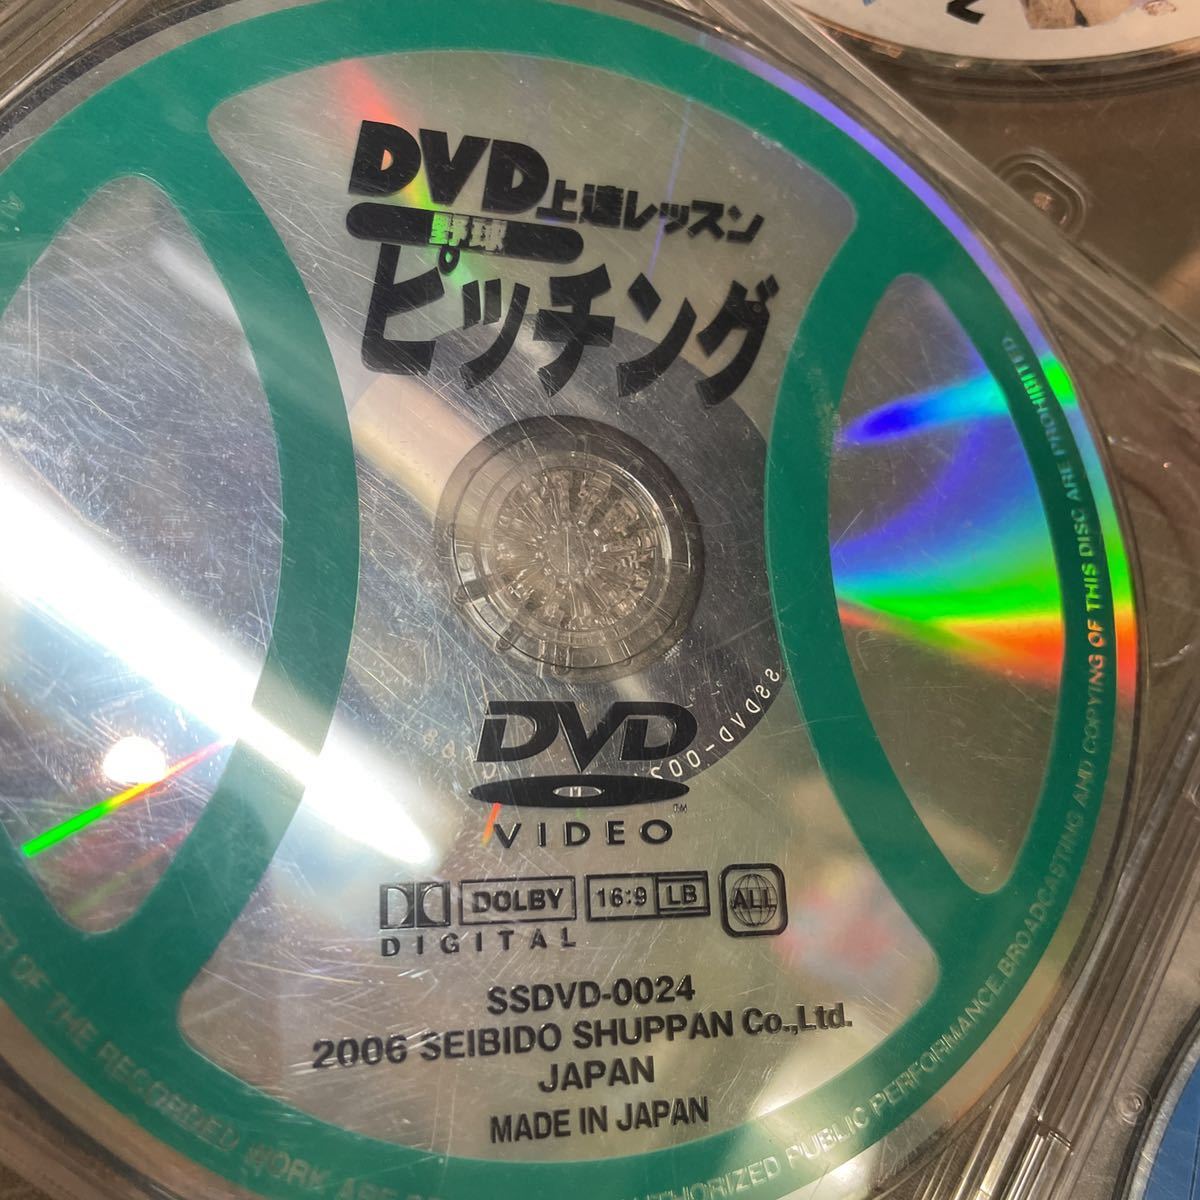 DVD上達レッスン
野球
ピッチング
SSDVD-002
DVD
VIDEO
TM
DOLBY
DIGITAL
16:9 LB
ALL
SSDVD-0024
2006 SEIBIDO SHUPPAN Co.,Ltd.
JAPAN
MADE IN JAPAN
OF THE RECORDED WORK ARE
AUTHORIZED PUBLIC PERFORMANCE,BROADCASTING AND COPYING OF THIS DISC ARE PROHIBITED